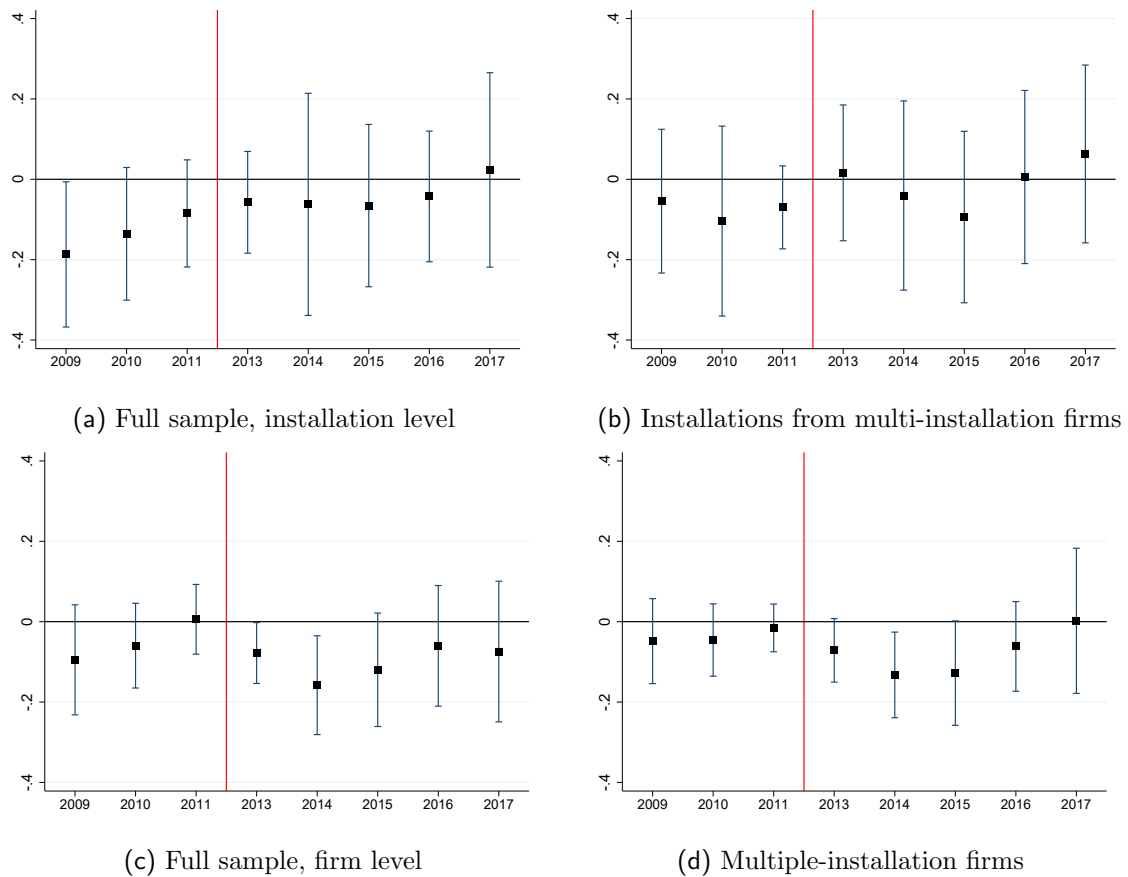 .4
.2
0
-.2
-.4
2009 2010 2011 2013 2014 2015 2016 2017
(a) Full sample, installation level
.4
.2
0
-.2
-.4
2009 2010 2011 2013 2014 2015 2016 2017
(b) Installations from multi-installation firms
.4
.2
0
-.2
-.4
2009 2010 2011 2013 2014 2015 2016 2017
(c) Full sample, firm level
.4
.2
0
-.2
-.4
2009 2010 2011 2013 2014 2015 2016 2017
(d) Multiple-installation firms